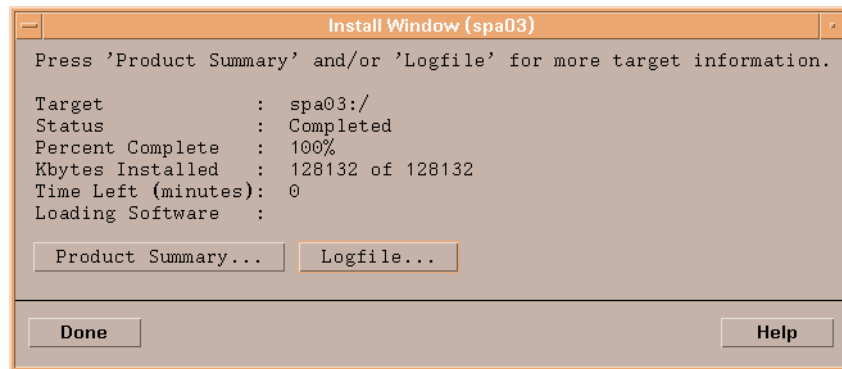 Install Window (spa03)
Press 'Product Summary' and/or 'Logfile' for more target information.
Target : spa03:/
Status : Completed
Percent Complete : 100%
Kbytes Installed : 128132 of 128132
Time Left (minutes): 0
Loading Software :
Product Summary... Logfile...
Done Help